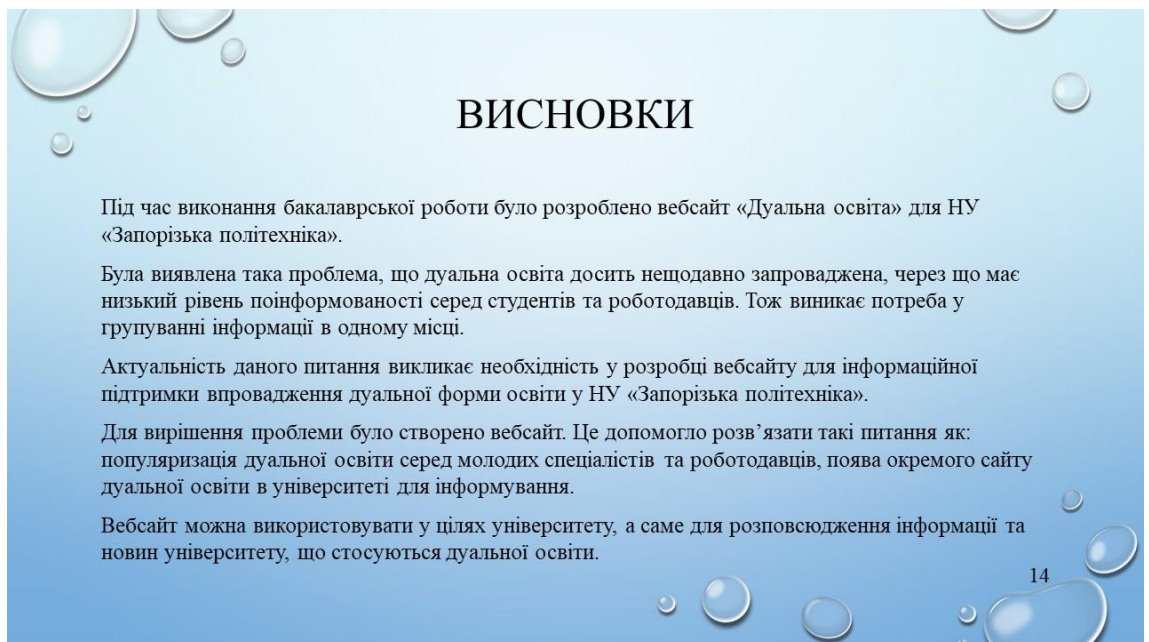 ВИСНОВКИ
Під час виконання бакалаврської роботи було розроблено вебсайт «Дуальна освіта» для НУ
«Запорізька політехніка».
Була виявлена така проблема, що дуальна освіта досить нещодавно запроваджена, через що має
низький рівень поінформованості серед студентів та роботодавців. Тож виникає потреба у
групуванні інформації в одному місці.
Актуальність даного питання викликає необхідність у розробці вебсайту для інформаційної
підтримки впровадження дуальної форми освіти у НУ «Запорізька політехніка».
Для вирішення проблеми було створено вебсайт. Це допомогло розв’язати такі питання як:
популяризація дуальної освіти серед молодих спеціалістів та роботодавців, поява окремого сайту
дуальної освіти в університеті для інформування.
Вебсайт можна використовувати у цілях університету, а саме для розповсюдження інформації та
новин університету, що стосуються дуальної освіти.
14